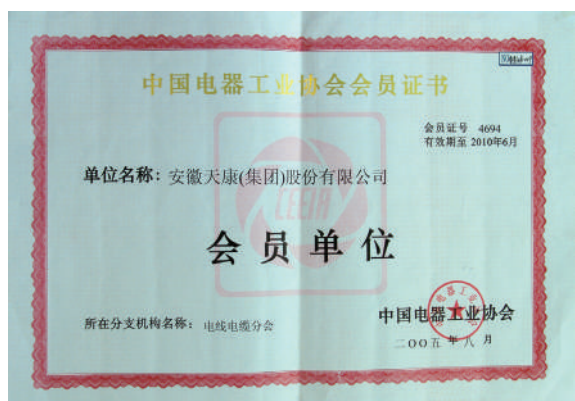 中国电器工业协会会员证书
会员证号 4694
有效期至 2010年6月
单位名称：安徽天康(集团)股份有限公司
CEEIA
会员单位
所在分支机构名称：电线电缆分会
中国电器工业协会
二〇〇五年八月